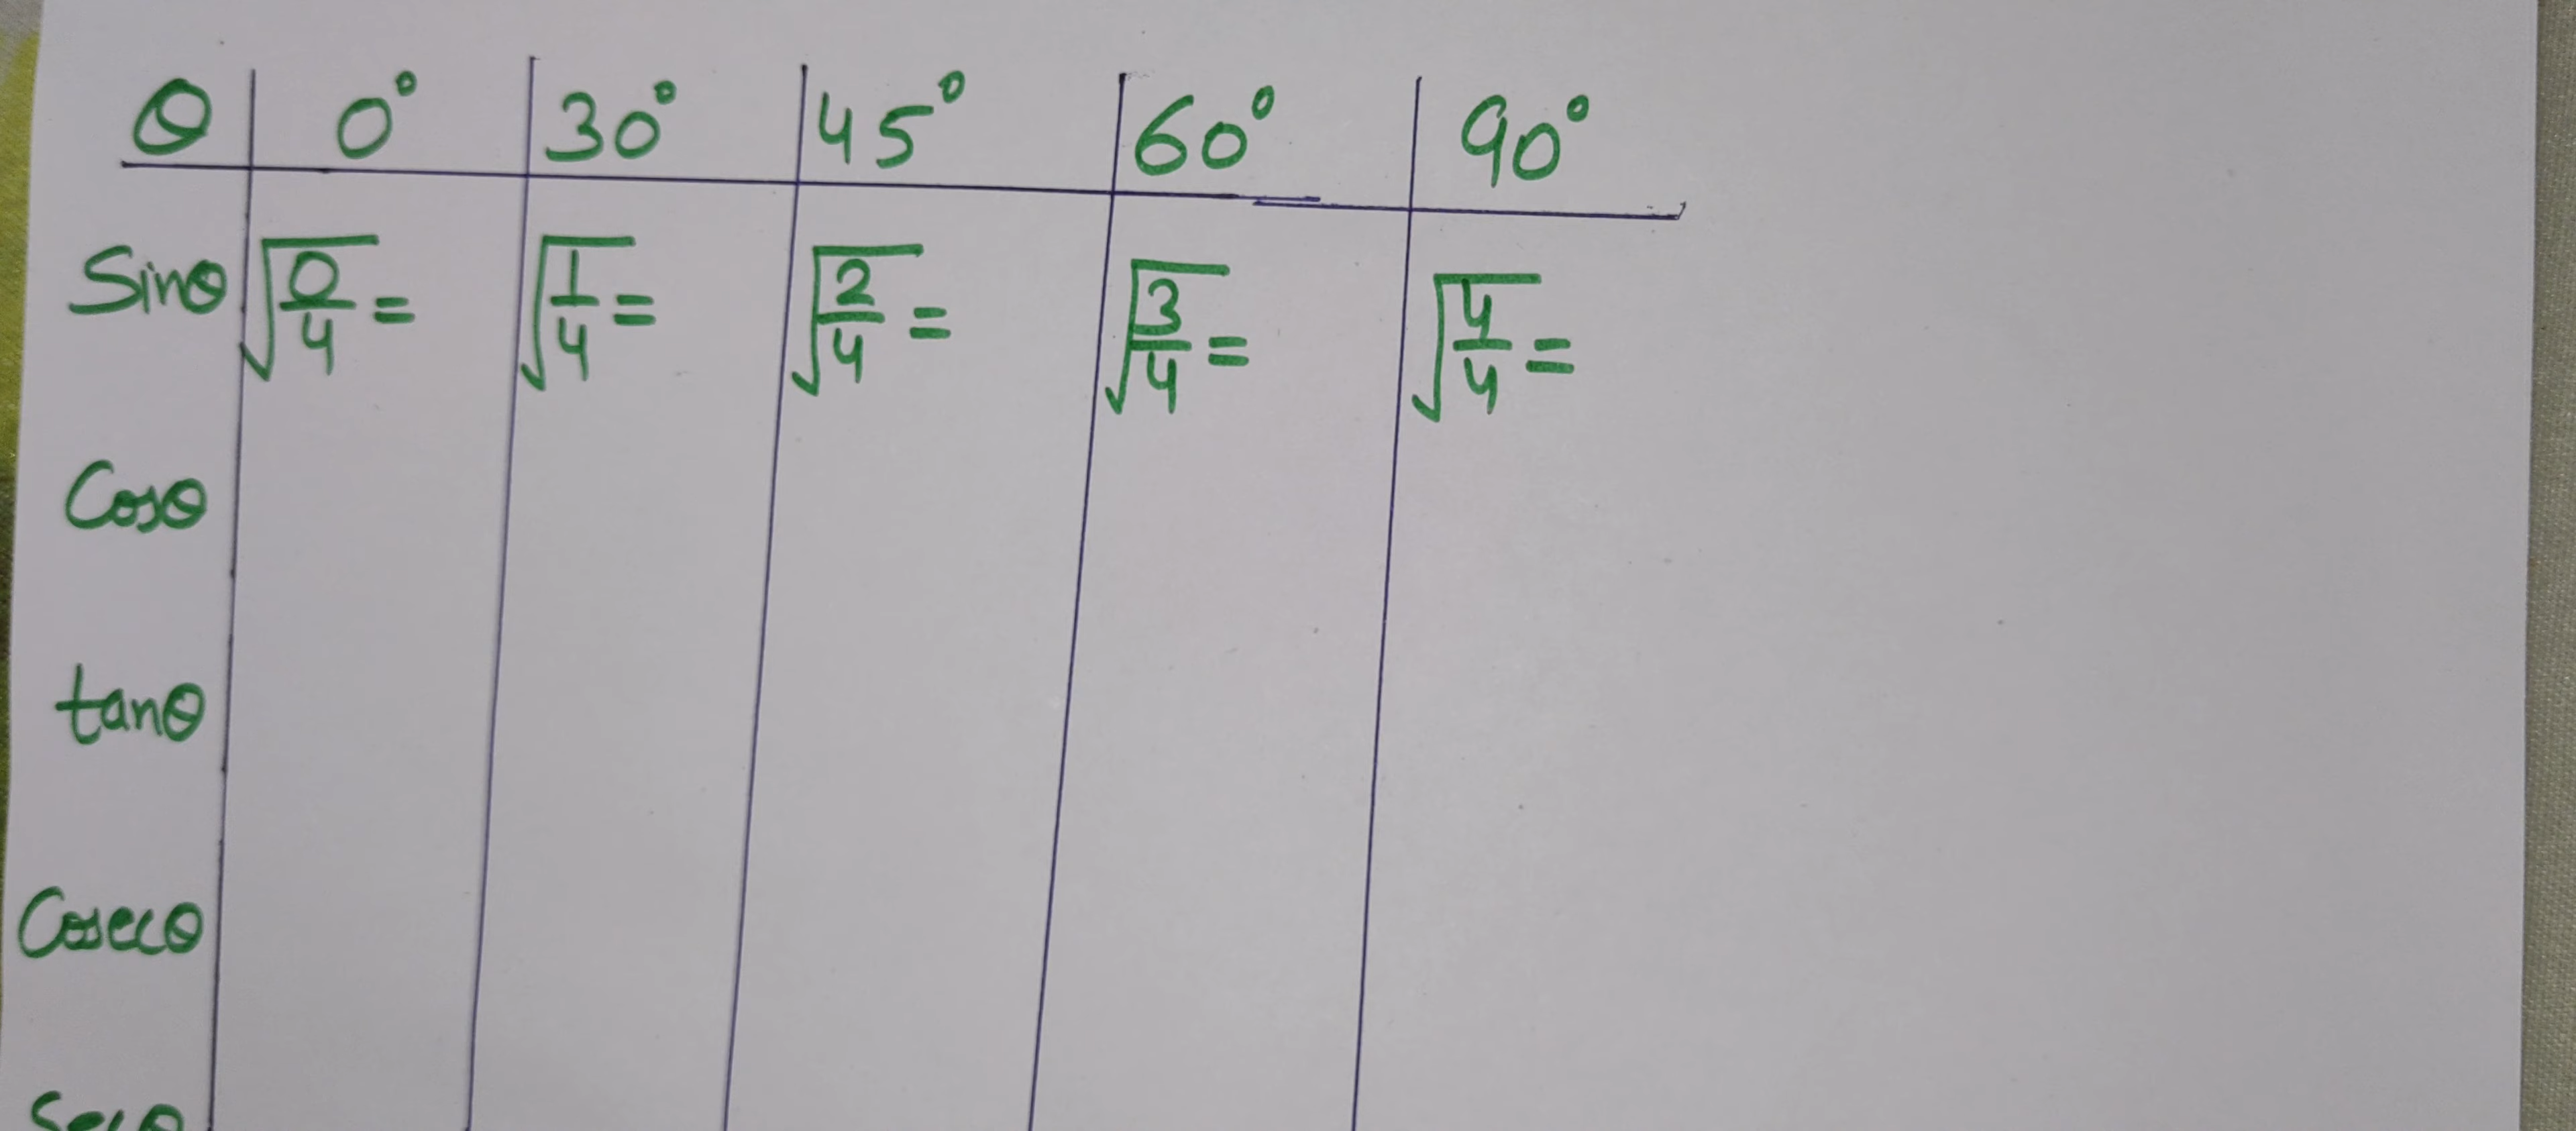 θ 0° 30° 45° 60° 90°
Sinθ √0/4 = √1/4 = √2/4 = √3/4 = √4/4 =
Cosθ
tanθ
Cosecθ
Secθ